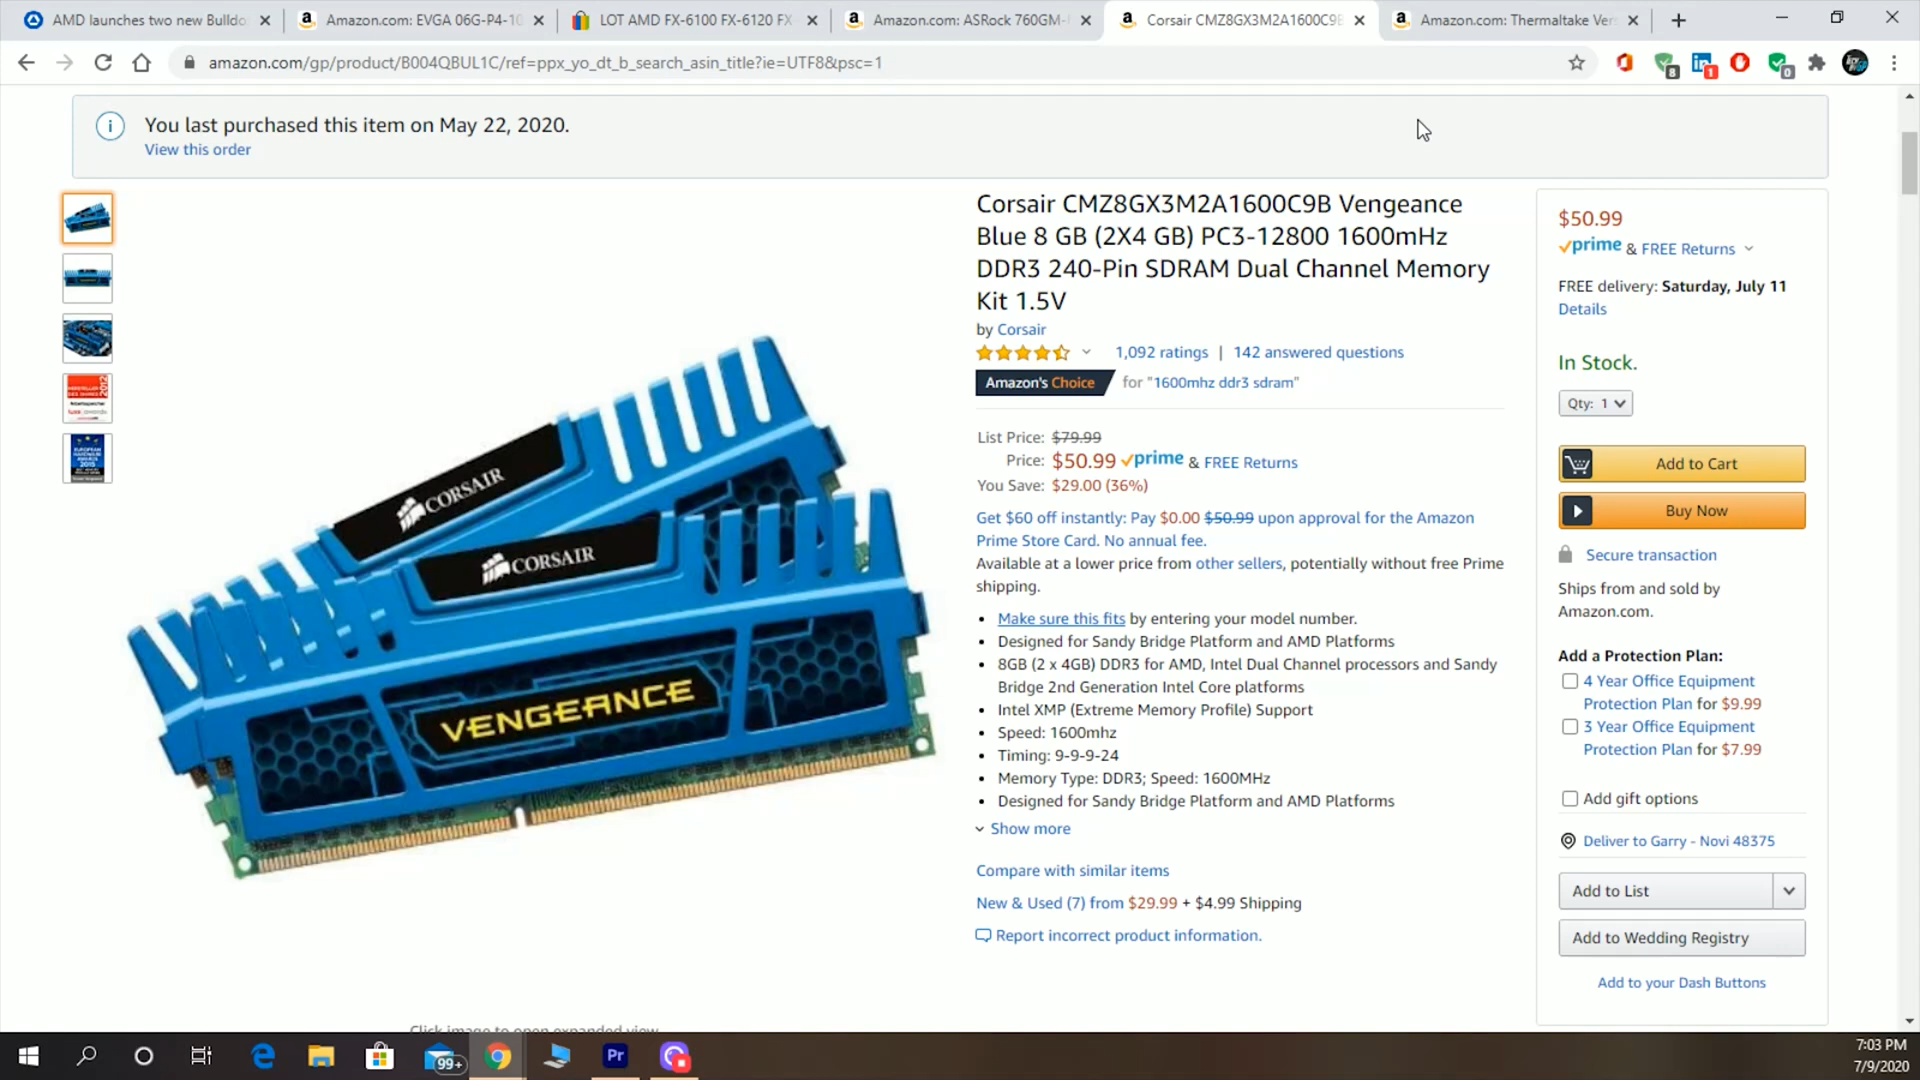 AMD launches two new Bulldo
Amazon.com: EVGA 06G-P4-10
LOT AMD FX-6100 FX-6120 FX
Amazon.com: ASRock 760GM-
Corsair CMZ8GX3M2A1600C9B
Amazon.com: Thermaltake Ver
amazon.com/gp/product/B004QBUL1C/ref=ppx_yo_dt_b_search_asin_title?ie=UTF8&psc=1
8
1
0
You last purchased this item on May 22, 2020.
View this order
CORSAIR
CORSAIR
VENGEANCE
Click image to open expanded view
Corsair CMZ8GX3M2A1600C9B Vengeance
Blue 8 GB (2X4 GB) PC3-12800 1600mHz
DDR3 240-Pin SDRAM Dual Channel Memory
Kit 1.5V
by Corsair
1,092 ratings | 142 answered questions
Amazon's Choice for "1600mhz ddr3 sdram"
List Price: $79.99
Price: $50.99 prime & FREE Returns
You Save: $29.00 (36%)
Get $60 off instantly: Pay $0.00 $50.99 upon approval for the Amazon
Prime Store Card. No annual fee.
Available at a lower price from other sellers, potentially without free Prime
shipping.
• Make sure this fits by entering your model number.
• Designed for Sandy Bridge Platform and AMD Platforms
• 8GB (2 x 4GB) DDR3 for AMD, Intel Dual Channel processors and Sandy
Bridge 2nd Generation Intel Core platforms
• Intel XMP (Extreme Memory Profile) Support
• Speed: 1600mhz
• Timing: 9-9-9-24
• Memory Type: DDR3; Speed: 1600MHz
• Designed for Sandy Bridge Platform and AMD Platforms
Show more
Compare with similar items
New & Used (7) from $29.99 + $4.99 Shipping
Report incorrect product information.
$50.99
prime & FREE Returns
FREE delivery: Saturday, July 11
Details
In Stock.
Qty: 1
Add to Cart
Buy Now
Secure transaction
Ships from and sold by
Amazon.com.
Add a Protection Plan:
4 Year Office Equipment
Protection Plan for $9.99
3 Year Office Equipment
Protection Plan for $7.99
Add gift options
Deliver to Garry - Novi 48375
Add to List
Add to Wedding Registry
Add to your Dash Buttons
99+
Pr
7:03 PM
7/9/2020